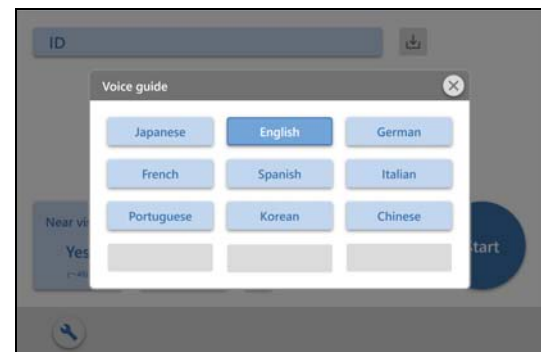 ID
Voice guide
Japanese English German
French Spanish Italian
Portuguese Korean Chinese
Near vi
Yes
tart